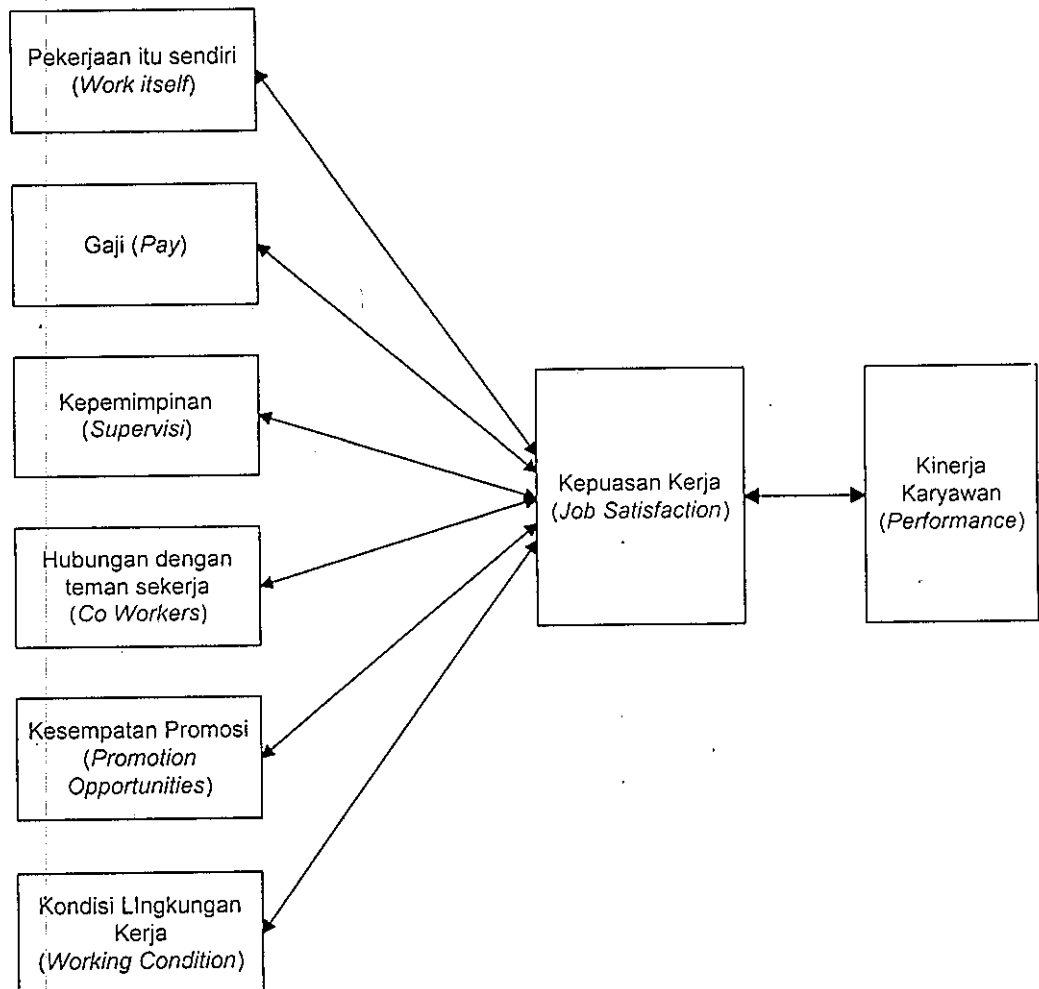 Pekerjaan itu sendiri
(Work itself)
Gaji (Pay)
Kepemimpinan
(Supervisi)
Hubungan dengan
teman sekerja
(Co Workers)
Kesempatan Promosi
(Promotion
Opportunities)
Kondisi LIngkungan
Kerja
(Working Condition)
Kepuasan Kerja
(Job Satisfaction)
Kinerja
Karyawan
(Performance)